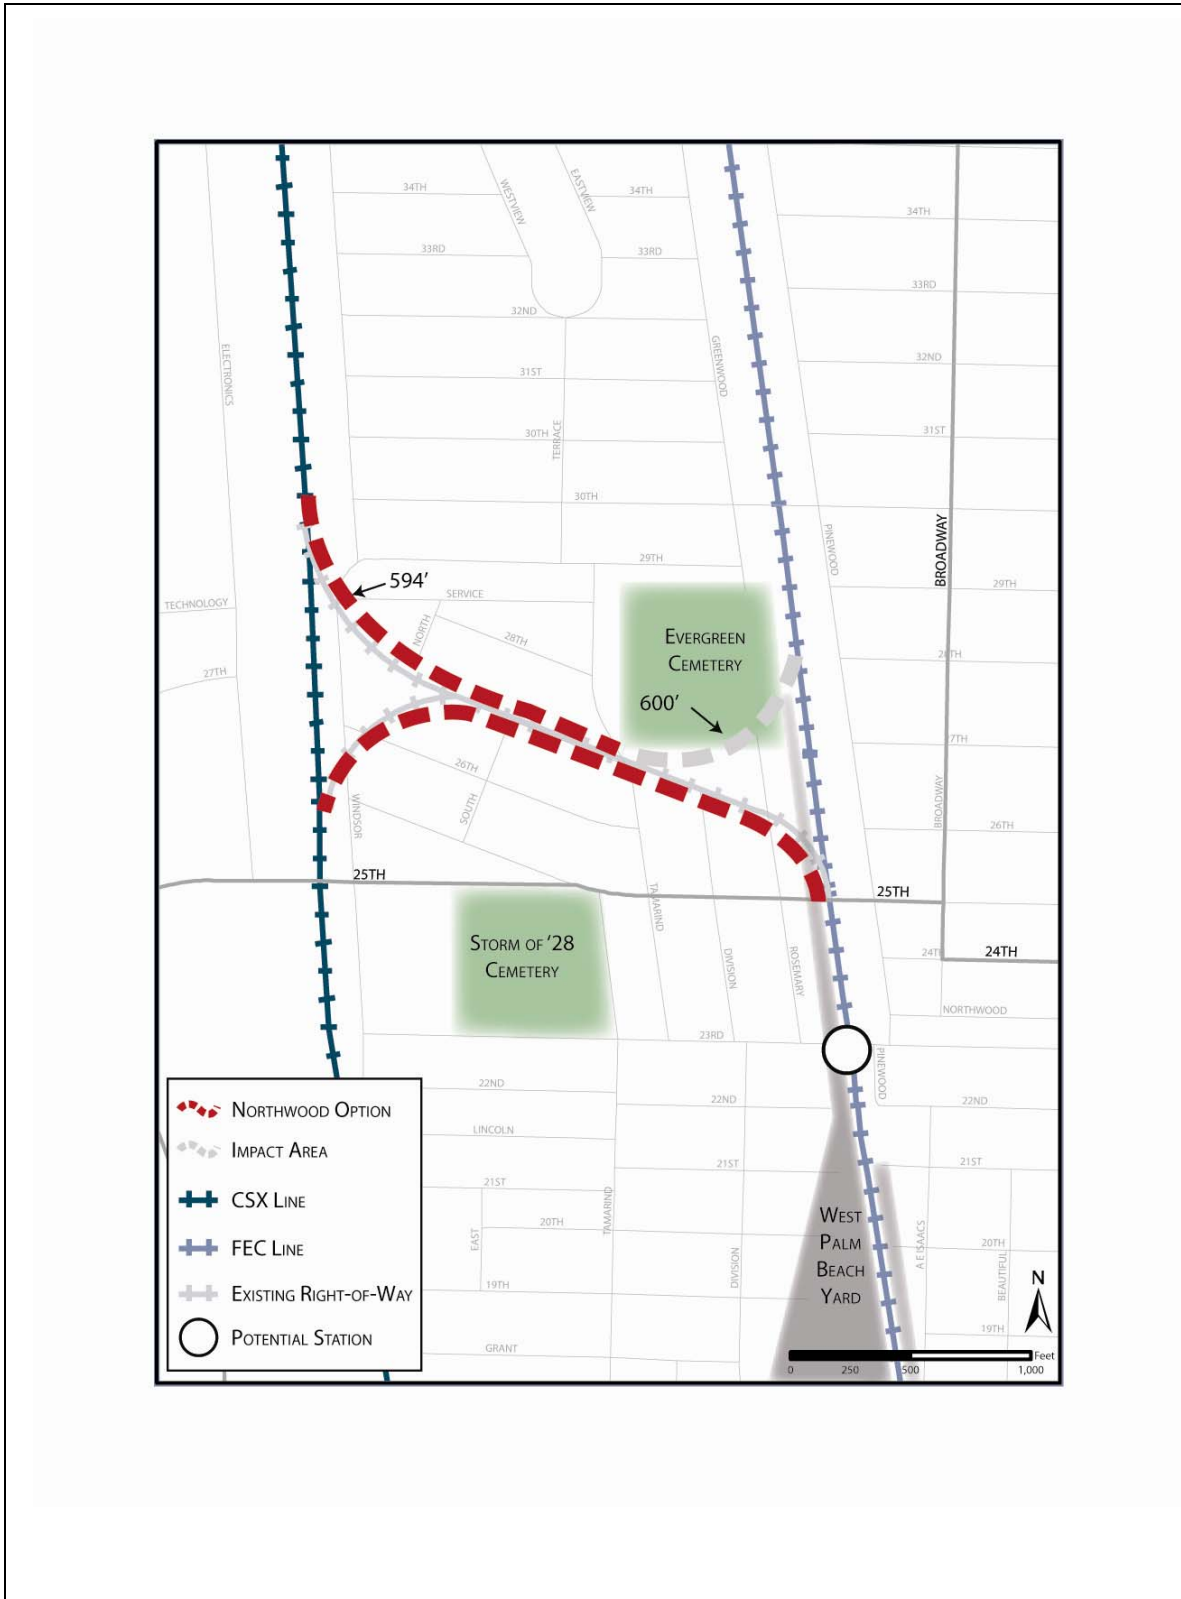 34TH
WESTVIEW
EASTVIEW
34TH
34TH
33RD
33RD
33RD
32ND
32ND
ELECTRONICS
GREENWOOD
31ST
31ST
30TH
TERRACE
30TH
PINEWOOD
BROADWAY
29TH
29TH
594'
SERVICE
TECHNOLOGY
NORTH
28TH
EVERGREEN
CEMETERY
28TH
27TH
600'
27TH
26TH
SOUTH
WINDSOR
BROADWAY
26TH
25TH
25TH
TAMARIND
DIVISION
ROSEMARY
STORM OF '28
CEMETERY
24TH
24TH
NORTHWOOD
23RD
PINEWOOD
22ND
22ND
22ND
LINCOLN
21ST
21ST
21ST
TAMARIND
EAST
20TH
DIVISION
A E ISAACS
20TH
BEAUTIFUL
19TH
19TH
GRANT
WEST
PALM
BEACH
YARD
N
Feet
0 250 500 1,000
NORTHWOOD OPTION
IMPACT AREA
CSX LINE
FEC LINE
EXISTING RIGHT-OF-WAY
POTENTIAL STATION